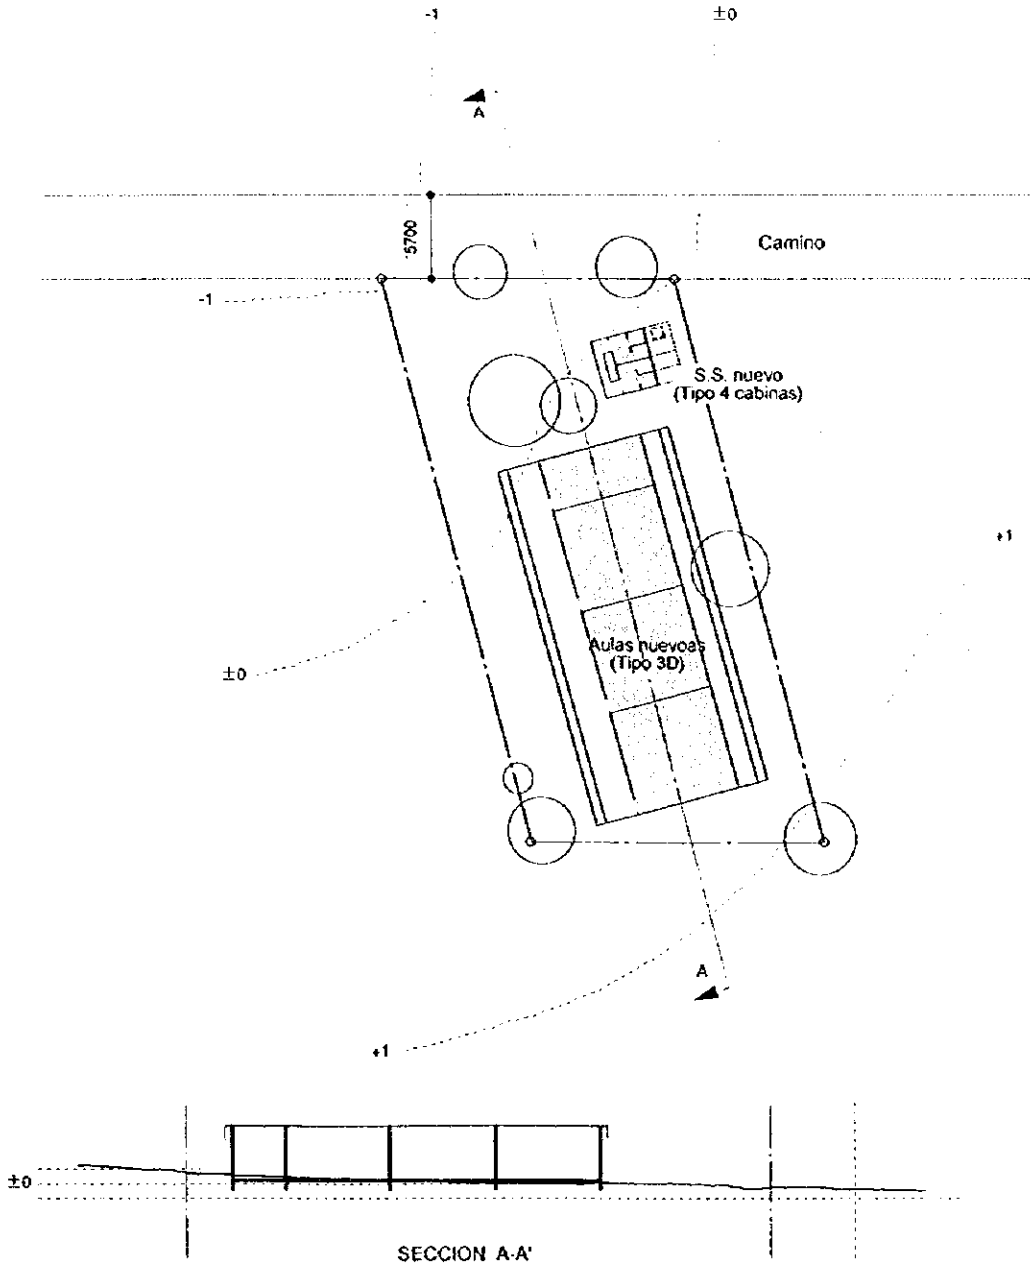 -1
±0
A
5700
Camino
-1
S.S. nuevo
(Tipo 4 cabinas)
+1
Aulas nuevoas
(Tipo 3D)
±0
A
+1
±0
SECCION A-A'